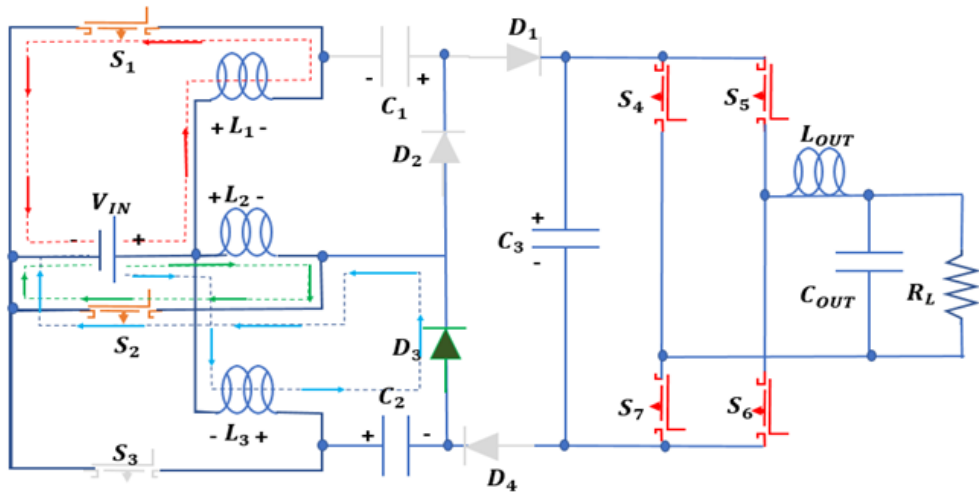 S1
- +
C1
D1
+ L1 -
D2
S4
S5
LOUT
VIN
- +
+ L2 -
+
C3
-
COUT
RL
S2
D3
C2
+ -
- L3 +
S7
S6
S3
D4